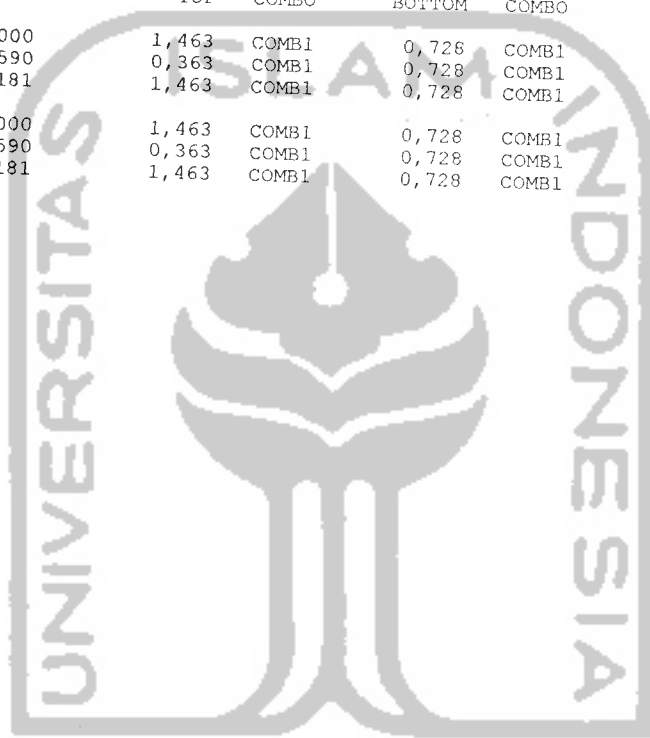 TOP COMBO BOTTOM COMBO
000 1,463 COMB1 0,728 COMB1
590 0,363 COMB1 0,728 COMB1
181 1,463 COMB1 0,728 COMB1
000 1,463 COMB1 0,728 COMB1
590 0,363 COMB1 0,728 COMB1
181 1,463 COMB1 0,728 COMB1
UNIVERSITAS
ISLAM
INDONESIA